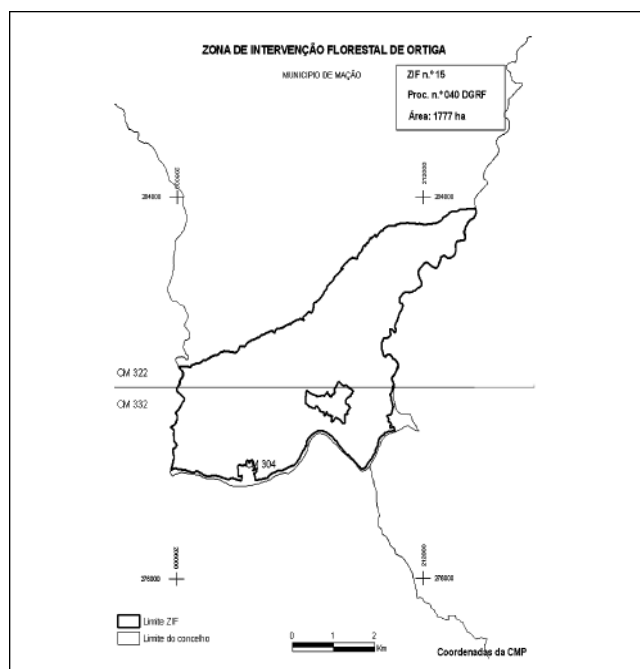 ZONA DE INTERVENÇÃO FLORESTAL DE ORTIGA
MUNICIPIO DE MAÇÃO
ZIF n.º 15
Proc. n.º 040 DGRF
Área: 1777 ha
212000
284000
284000
CM 322
CM 332
CM 304
212000
276000
276000
Limite ZIF
Limite do concelho
0 1 2
Km
Coordenadas da CMP